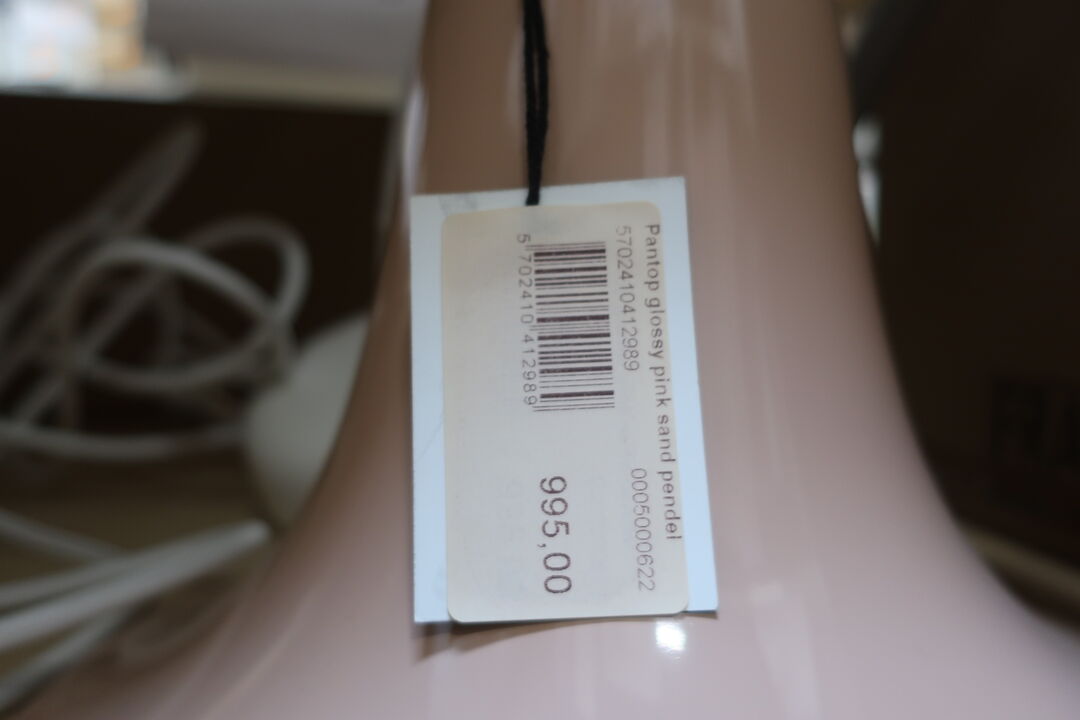 Pantop glossy pink sand pendel
5702410412989 0005000622
5 702410 412989
995,00